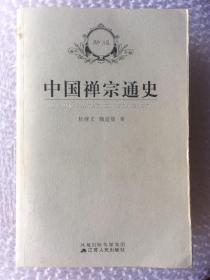 中国禅宗通史
杜继文 魏道儒 著
凤凰出版传媒集团
江苏人民出版社